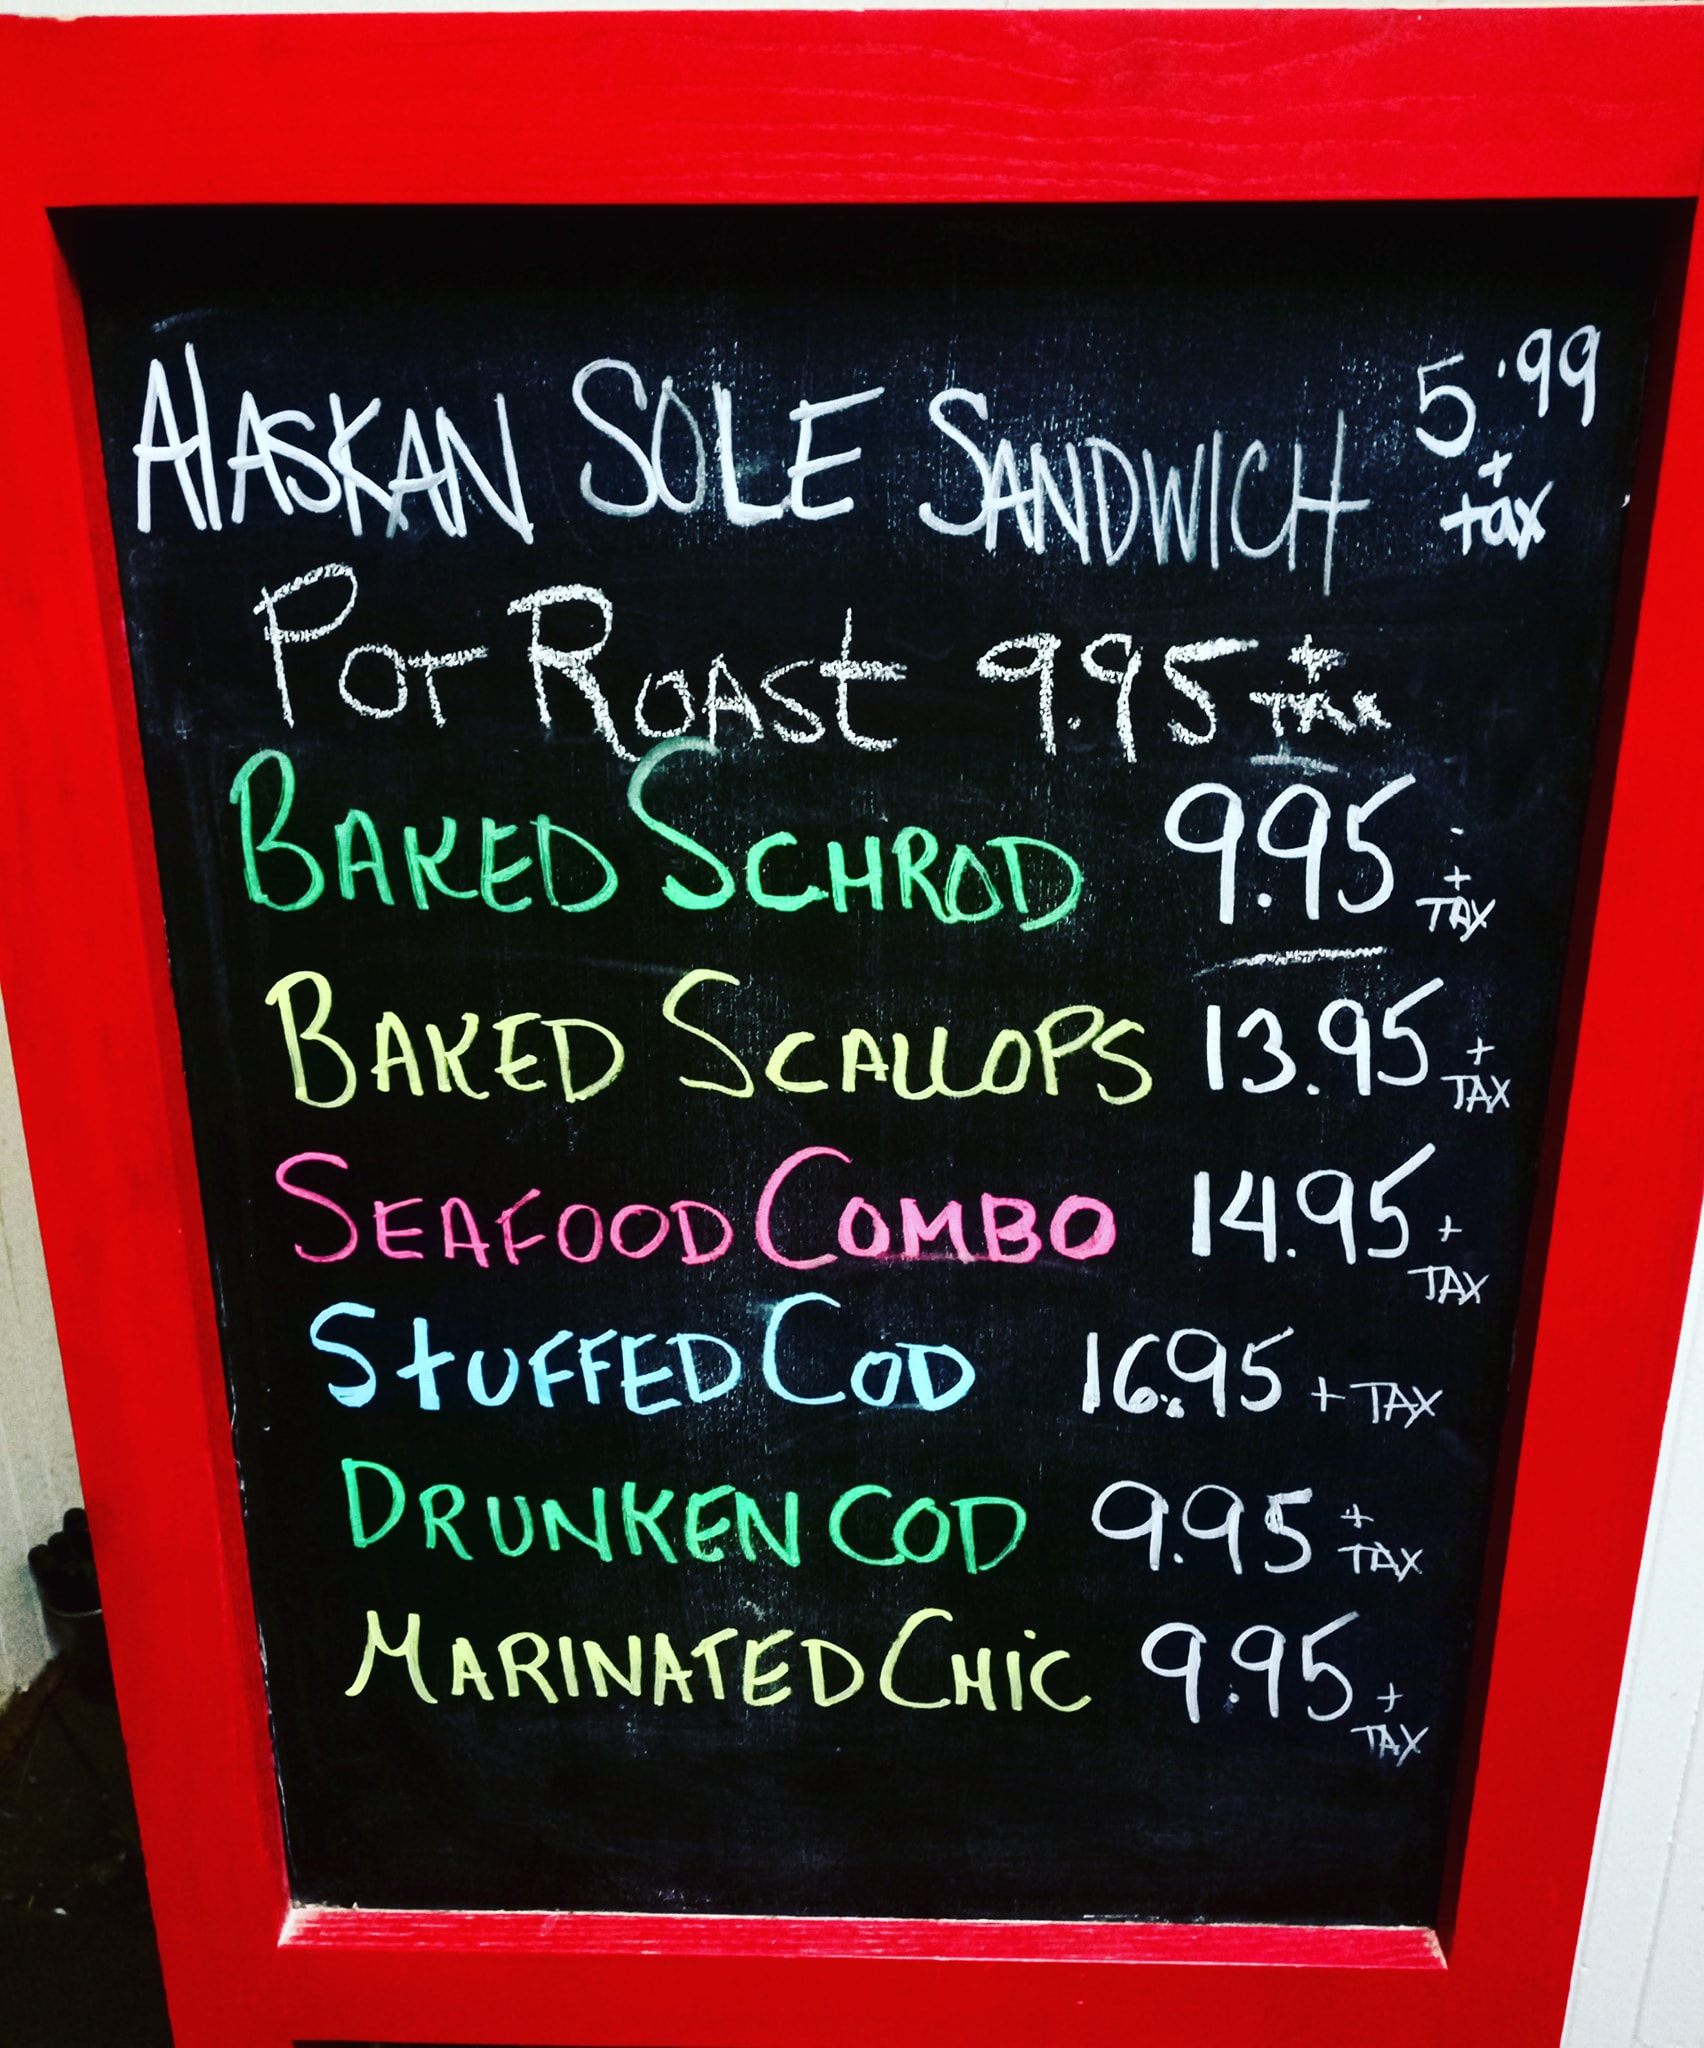 ALASKAN SOLE SANDWICH 5.99 + tax
POT ROAST 9.95 + TAX
BAKED SCHROD 9.95 + TAX
BAKED SCALLOPS 13.95 + TAX
SEAFOOD COMBO 14.95 + TAX
STUFFED COD 16.95 + TAX
DRUNKEN COD 9.95 + TAX
MARINATED CHIC 9.95 + TAX